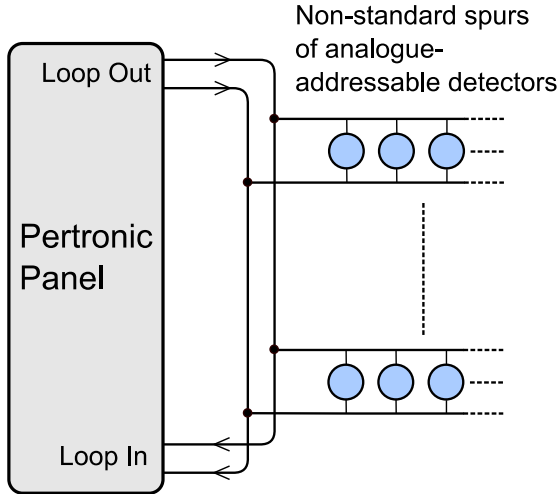 Non-standard spurs
of analogue-
addressable detectors
Loop Out
Pertronic
Panel
Loop In